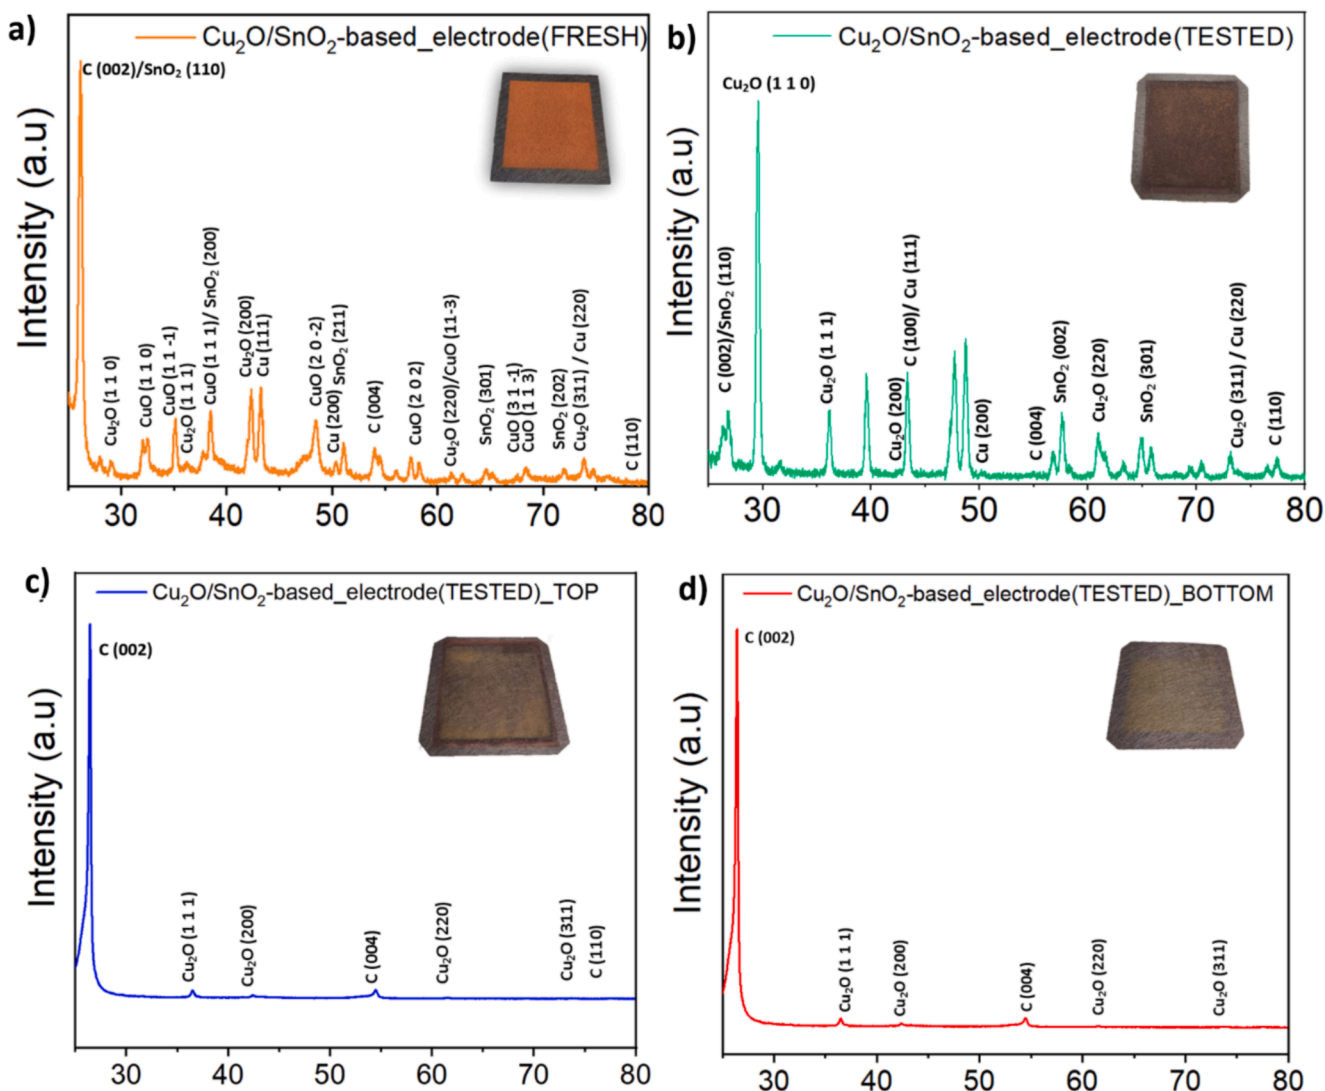 a)
Cu₂O/SnO₂-based_electrode(FRESH)
C (002)/SnO₂ (110)
Cu₂O (1 1 0)
CuO (1 1 0)
CuO (1 1 -1)
Cu₂O (1 1 1)
CuO (1 1 1)/ SnO₂ (200)
Cu₂O (200)
Cu (111)
CuO (2 0 -2)
Cu (200)
SnO₂ (211)
C (004)
CuO (2 0 2)
Cu₂O (220)/CuO (11-3)
SnO₂ (301)
CuO (3 1 -1)
CuO (1 1 3)
SnO₂ (202)
Cu₂O (311) / Cu (220)
C (110)
Intensity (a.u)
30 40 50 60 70 80
b)
Cu₂O/SnO₂-based_electrode(TESTED)
C (002)/SnO₂ (110)
Cu₂O (1 1 0)
Cu₂O (1 1 1)
Cu₂O (200)
C (100)/ Cu (111)
Cu (200)
C (004)
SnO₂ (002)
Cu₂O (220)
SnO₂ (301)
Cu₂O (311) / Cu (220)
C (110)
Intensity (a.u)
30 40 50 60 70 80
c)
Cu₂O/SnO₂-based_electrode(TESTED)_TOP
C (002)
Cu₂O (1 1 1)
Cu₂O (200)
C (004)
Cu₂O (220)
Cu₂O (311)
C (110)
Intensity (a.u)
30 40 50 60 70 80
d)
Cu₂O/SnO₂-based_electrode(TESTED)_BOTTOM
C (002)
Cu₂O (1 1 1)
Cu₂O (200)
C (004)
Cu₂O (220)
Cu₂O (311)
Intensity (a.u)
30 40 50 60 70 80